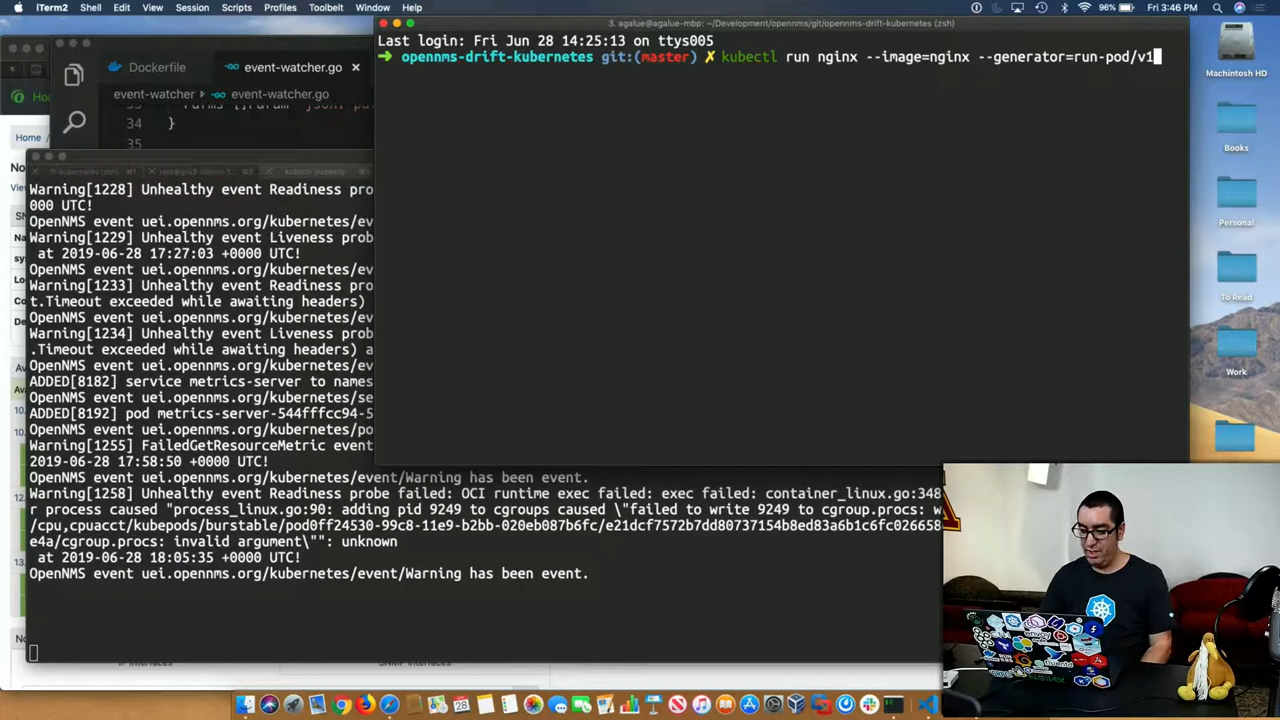 iTerm2 Shell Edit View Session Scripts Profiles Toolbelt Window Help
96% Fri 3:46 PM
3. agalue@agalue-mbp: ~/Development/opennms/git/opennms-drift-kubernetes (zsh)
Last login: Fri Jun 28 14:25:13 on ttys005
➜ opennms-drift-kubernetes git:(master) ✗ kubectl run nginx --image=nginx --generator=run-pod/v1
Dockerfile
event-watcher.go
event-watcher
event-watcher.go
34 }
35
Home
Warning[1228] Unhealthy event Readiness pro
000 UTC!
OpenNMS event uei.opennms.org/kubernetes/ev
Warning[1229] Unhealthy event Liveness prob
at 2019-06-28 17:27:03 +0000 UTC!
OpenNMS event uei.opennms.org/kubernetes/ev
Warning[1233] Unhealthy event Readiness pro
t.Timeout exceeded while awaiting headers)
OpenNMS event uei.opennms.org/kubernetes/ev
Warning[1234] Unhealthy event Liveness prob
.Timeout exceeded while awaiting headers) a
OpenNMS event uei.opennms.org/kubernetes/ev
ADDED[8182] service metrics-server to names
OpenNMS event uei.opennms.org/kubernetes/se
ADDED[8192] pod metrics-server-544fffcc94-5
OpenNMS event uei.opennms.org/kubernetes/po
Warning[1255] FailedGetResourceMetric event
2019-06-28 17:58:50 +0000 UTC!
OpenNMS event uei.opennms.org/kubernetes/event/Warning has been event.
Warning[1258] Unhealthy event Readiness probe failed: OCI runtime exec failed: exec failed: container_linux.go:348
r process caused "process_linux.go:90: adding pid 9249 to cgroups caused \"failed to write 9249 to cgroup.procs: w
/cpu,cpuacct/kubepods/burstable/pod0ff24530-99c8-11e9-b2bb-020eb087b6fc/e21dcf7572b7dd80737154b8ed83a6b1c6fc026658
e4a/cgroup.procs: invalid argument\"": unknown
at 2019-06-28 18:05:35 +0000 UTC!
OpenNMS event uei.opennms.org/kubernetes/event/Warning has been event.
Macintosh HD
Books
Personal
To Read
Work